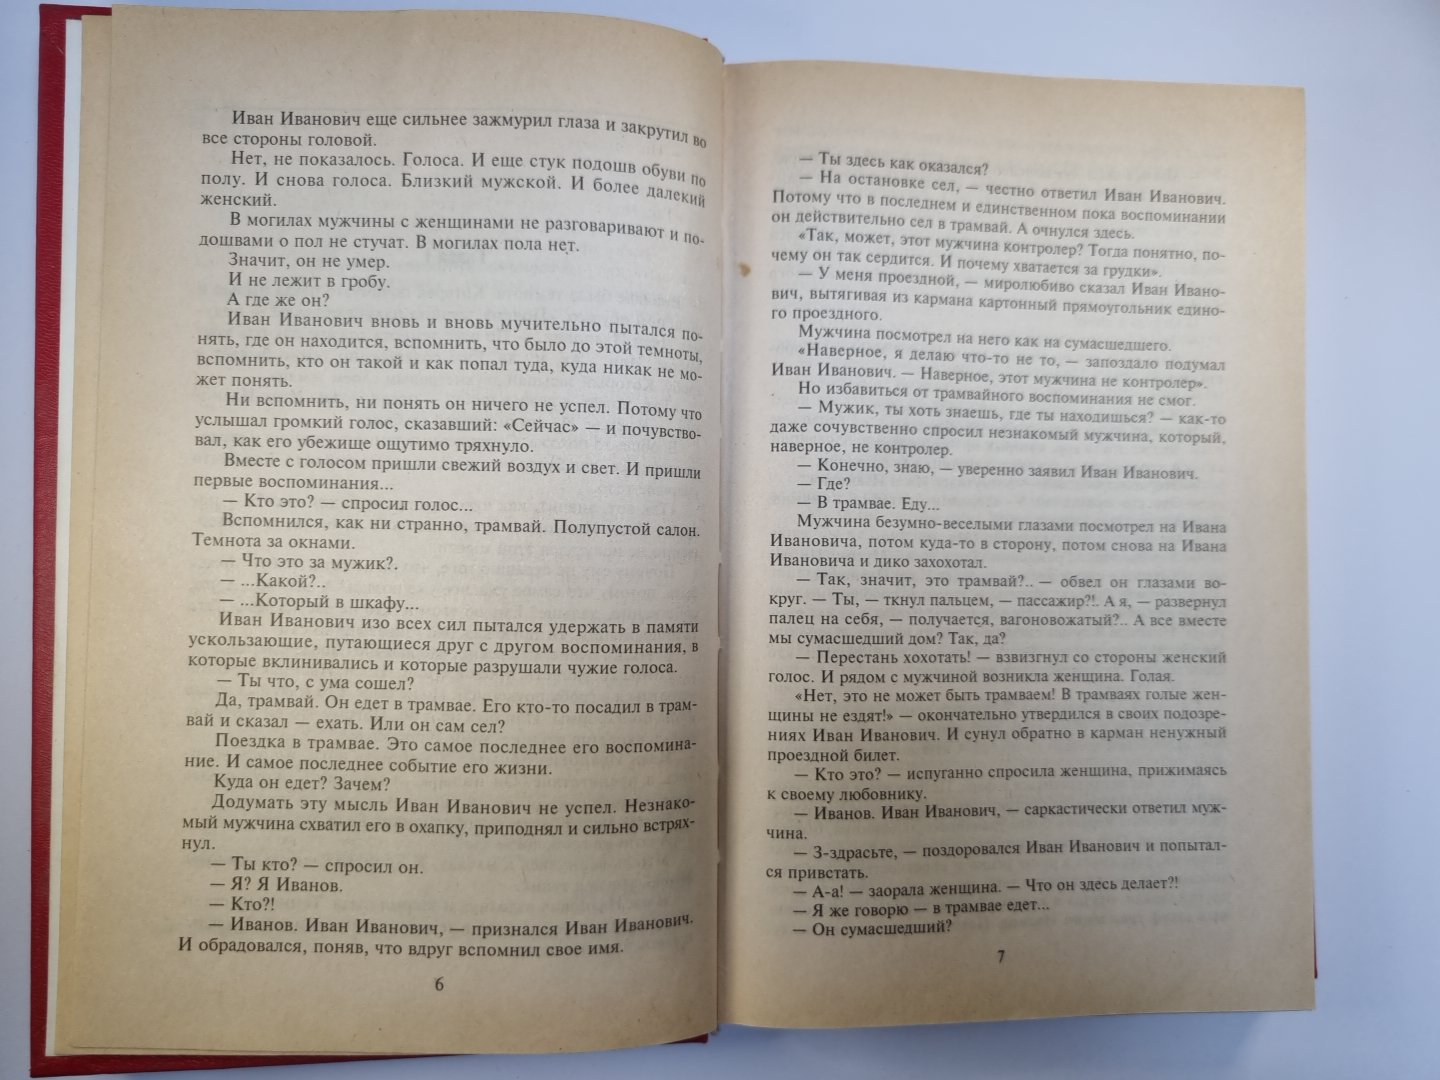 Иван Иванович еще сильнее зажмурил глаза и закрутил во
все стороны головой.
Нет, не показалось. Голоса. И еще стук подошв обуви по
полу. И снова голоса. Близкий мужской. И более далекий
женский.
В могилах мужчины с женщинами не разговаривают и по-
дошвами о пол не стучат. В могилах пола нет.
Значит, он не умер.
И не лежит в гробу.
А где же он?
Иван Иванович вновь и вновь мучительно пытался по-
нять, где он находится, вспомнить, что было до этой темноты,
вспомнить, кто он такой и как попал туда, куда никак не мо-
жет понять.
Ни вспомнить, ни понять он ничего не успел. Потому что
услышал громкий голос, сказавший: «Сейчас» — и почувство-
вал, как его убежище ощутимо тряхнуло.
Вместе с голосом пришли свежий воздух и свет. И пришли
первые воспоминания...
— Кто это? — спросил голос...
Вспомнился, как ни странно, трамвай. Полупустой салон.
Темнота за окнами.
— Что это за мужик?.
— ...Какой?..
— ...Который в шкафу...
Иван Иванович изо всех сил пытался удержать в памяти
ускользающие, путающиеся друг с другом воспоминания, в
которые вклинивались и которые разрушали чужие голоса.
— Ты что, с ума сошел?
Да, трамвай. Он едет в трамвае. Его кто-то посадил в трам-
вай и сказал — ехать. Или он сам сел?
Поездка в трамвае. Это самое последнее его воспомина-
ние. И самое последнее событие его жизни.
Куда он едет? Зачем?
Додумать эту мысль Иван Иванович не успел. Незнако-
мый мужчина схватил его в охапку, приподнял и сильно встрях-
нул.
— Ты кто? — спросил он.
— Я? Я Иванов.
— Кто?!
— Иванов. Иван Иванович, — признался Иван Иванович.
И обрадовался, поняв, что вдруг вспомнил свое имя.
6
— Ты здесь как оказался?
— На остановке сел, — честно ответил Иван Иванович.
Потому что в последнем и единственном пока воспоминании
он действительно сел в трамвай. А очнулся здесь.
«Так, может, этот мужчина контролер? Тогда понятно, по-
чему он так сердится. И почему хватается за грудки».
— У меня проездной, — миролюбиво сказал Иван Ивано-
вич, вытягивая из кармана картонный прямоугольник едино-
го проездного.
Мужчина посмотрел на него как на сумасшедшего.
«Наверное, я делаю что-то не то, — запоздало подумал
Иван Иванович. — Наверное, этот мужчина не контролер».
Но избавиться от трамвайного воспоминания не смог.
— Мужик, ты хоть знаешь, где ты находишься? — как-то
даже сочувственно спросил незнакомый мужчина, который,
наверное, не контролер.
— Конечно, знаю, — уверенно заявил Иван Иванович.
— Где?
— В трамвае. Еду...
Мужчина безумно-веселыми глазами посмотрел на Ивана
Ивановича, потом куда-то в сторону, потом снова на Ивана
Ивановича и дико захохотал.
— Так, значит, это трамвай?.. — обвел он глазами во-
круг. — Ты, — ткнул пальцем, — пассажир?!. А я, — развернул
палец на себя, — получается, вагоновожатый?.. А все вместе
мы сумасшедший дом? Так, да?
— Перестань хохотать! — взвизгнул со стороны женский
голос. И рядом с мужчиной возникла женщина. Голая.
«Нет, это не может быть трамваем! В трамваях голые жен-
щины не ездят!» — окончательно утвердился в своих подозре-
ниях Иван Иванович. И сунул обратно в карман ненужный
проездной билет.
— Кто это? — испуганно спросила женщина, прижимаясь
к своему любовнику.
— Иванов. Иван Иванович, — саркастически ответил муж-
чина.
— З-здрасьте, — поздоровался Иван Иванович и попытал-
ся привстать.
— А-а! — заорала женщина. — Что он здесь делает?!
— Я же говорю — в трамвае едет...
— Он сумасшедший?
7